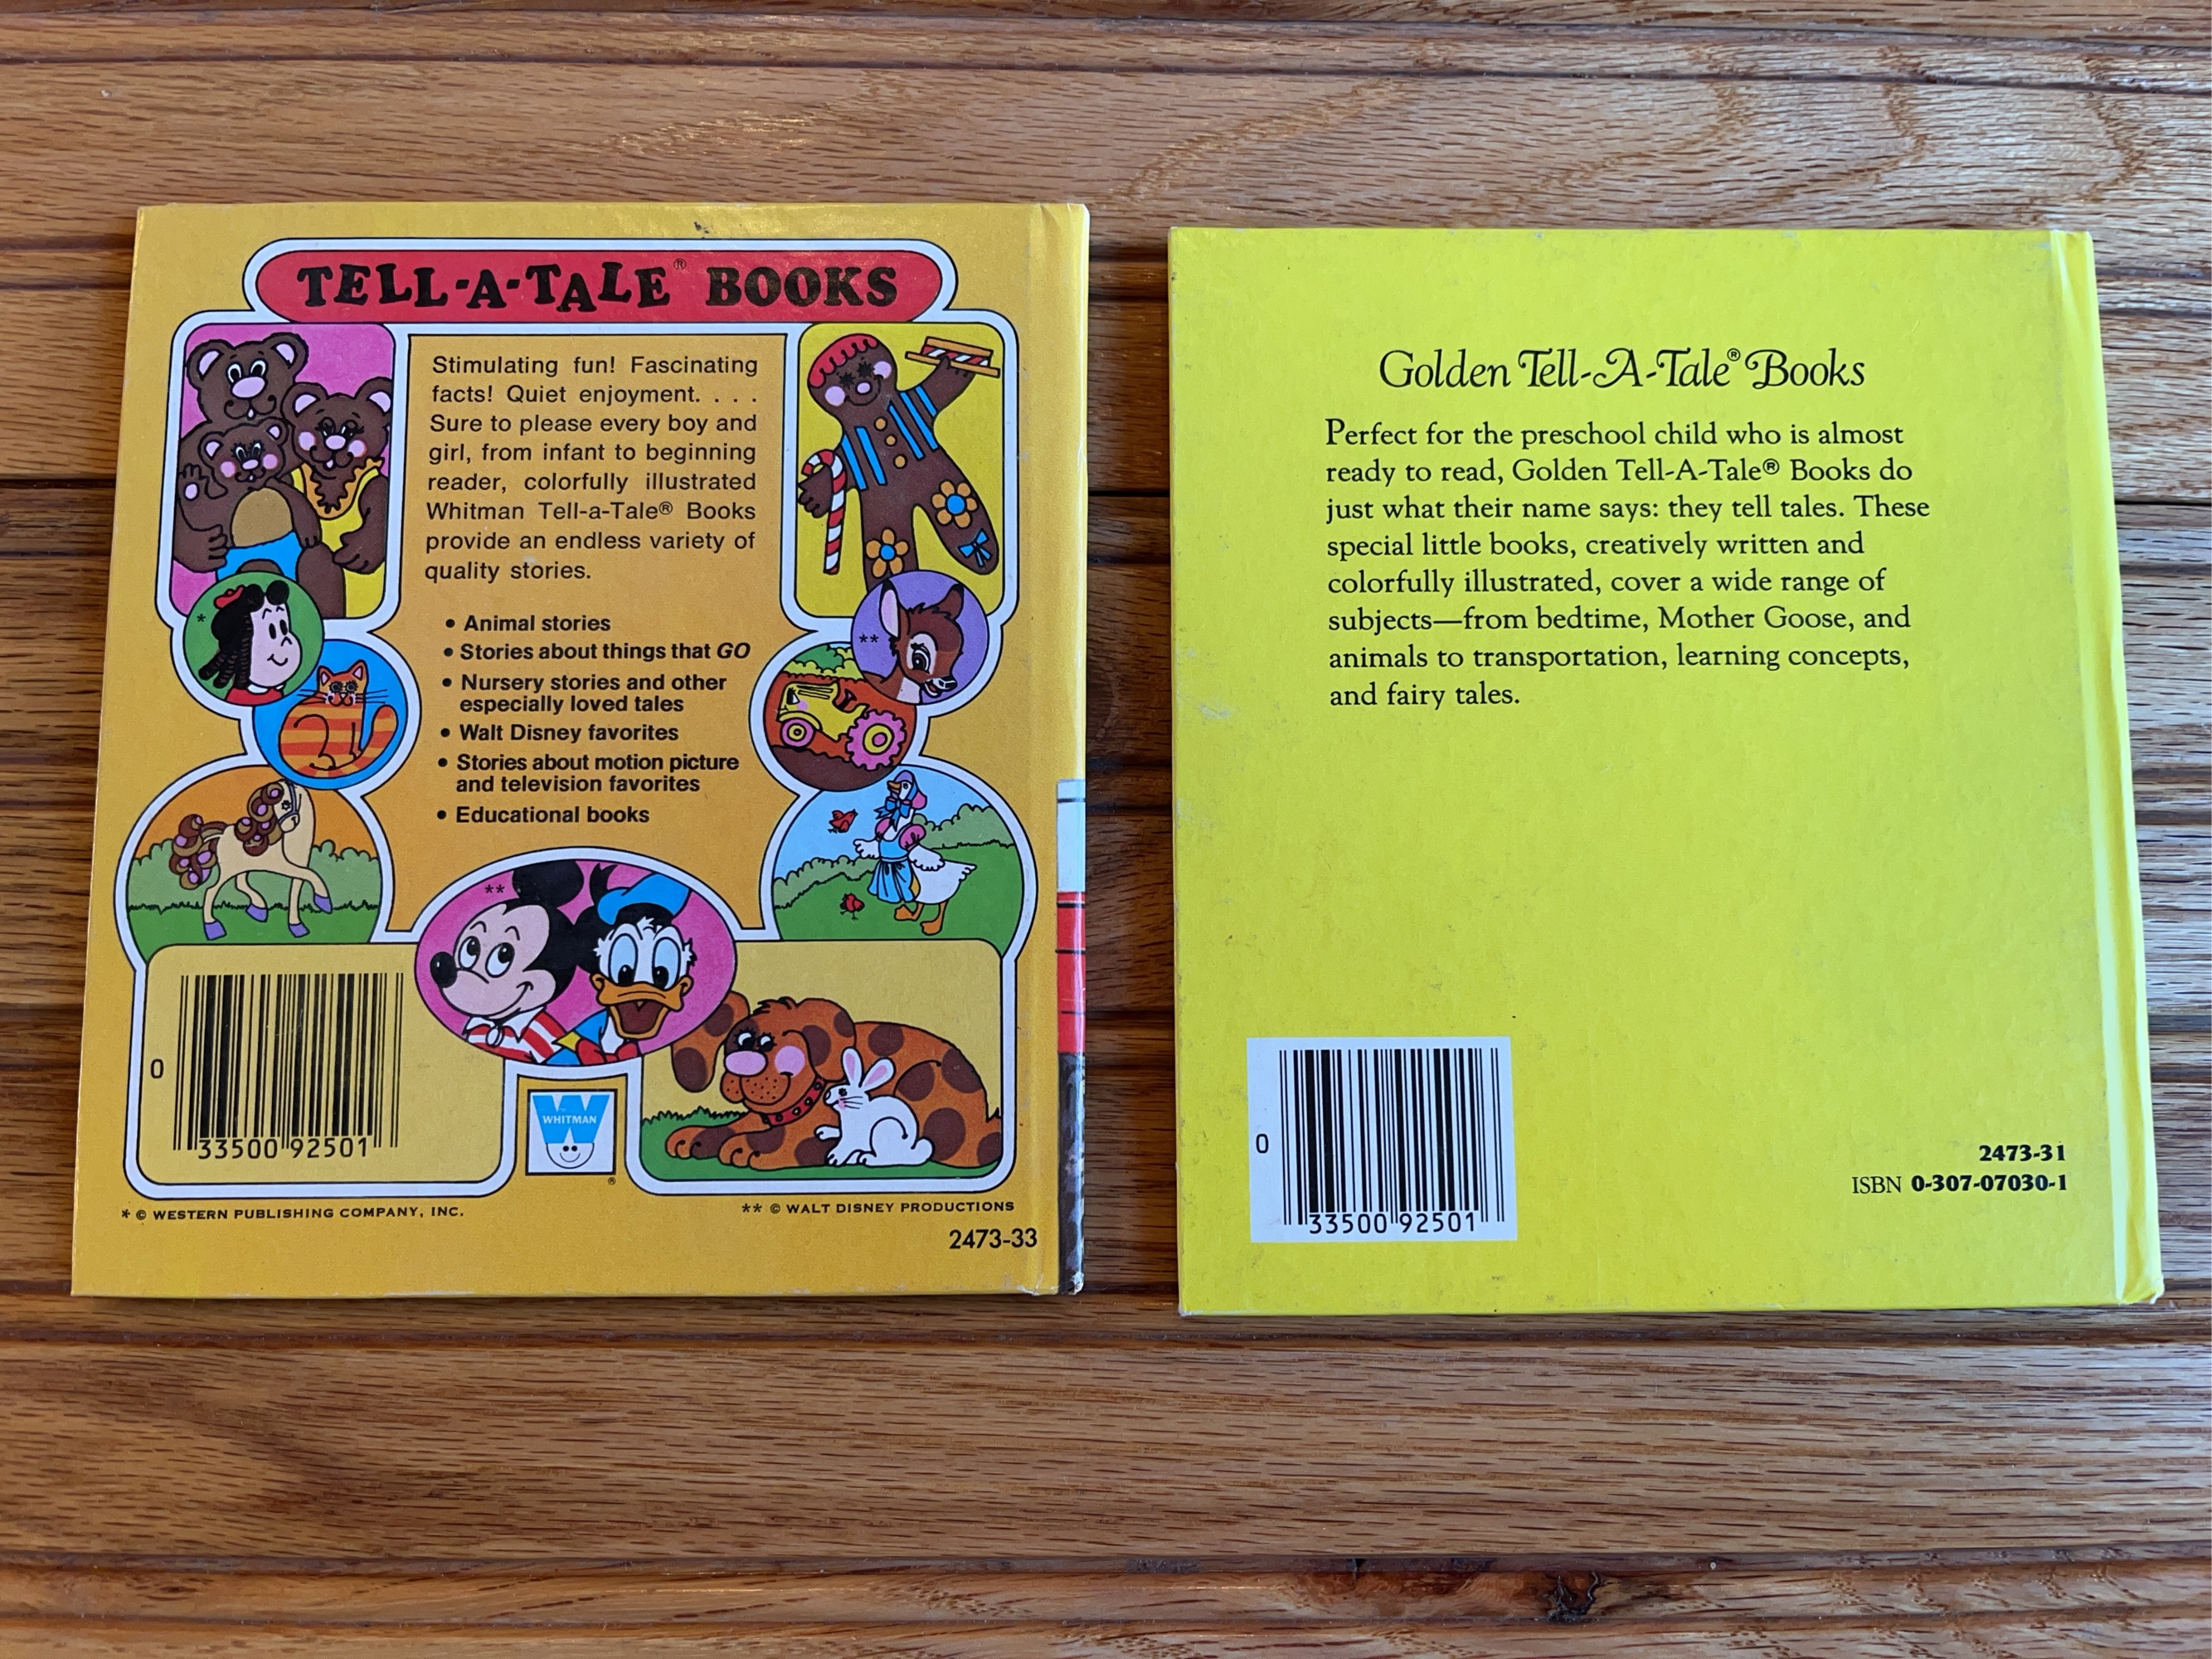 TELL-A-TALE® BOOKS
Stimulating fun! Fascinating
facts! Quiet enjoyment. . . .
Sure to please every boy and
girl, from infant to beginning
reader, colorfully illustrated
Whitman Tell-a-Tale® Books
provide an endless variety of
quality stories.
• Animal stories
• Stories about things that GO
• Nursery stories and other
especially loved tales
• Walt Disney favorites
• Stories about motion picture
and television favorites
• Educational books
*
**
**
0
33500 92501
WHITMAN
®
* © WESTERN PUBLISHING COMPANY, INC.
** © WALT DISNEY PRODUCTIONS
2473-33
Golden Tell-A-Tale® Books
Perfect for the preschool child who is almost
ready to read, Golden Tell-A-Tale® Books do
just what their name says: they tell tales. These
special little books, creatively written and
colorfully illustrated, cover a wide range of
subjects—from bedtime, Mother Goose, and
animals to transportation, learning concepts,
and fairy tales.
0
33500 92501
2473-31
ISBN 0-307-07030-1